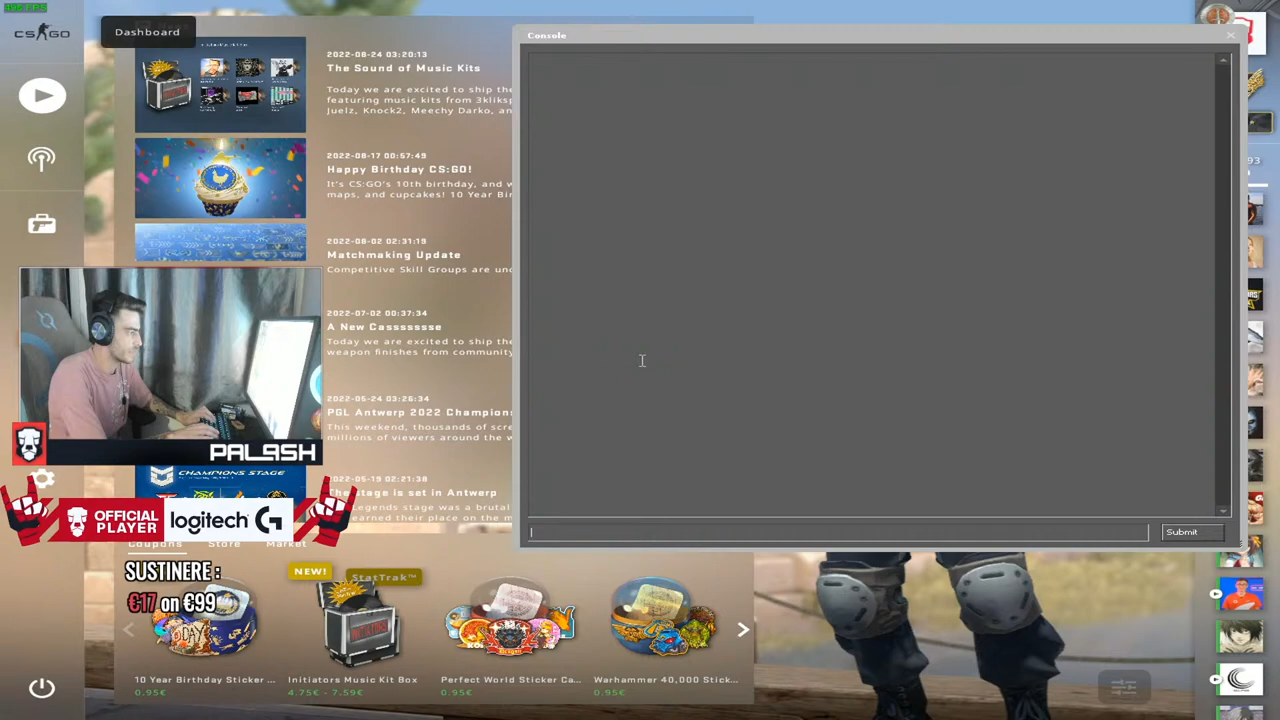 CS GO
Dashboard
2022-08-24 03:20:13
The Sound of Music Kits
Today we are excited to ship the
featuring music kits from 3kliksp
Juelz, Knock2, Meechy Darko, an
2022-08-17 00:57:49
Happy Birthday CS:GO!
It's CS:GO's 10th birthday, and w
maps, and cupcakes! 10 Year Bir
2022-08-02 02:31:19
Matchmaking Update
Competitive Skill Groups are und
2022-07-02 00:37:34
A New Casssssse
Today we are excited to ship the
weapon finishes from community
2022-05-24 03:26:34
PGL Antwerp 2022 Champions
This weekend, thousands of scre
millions of viewers around the w
2022-05-19 02:21:38
The stage is set in Antwerp
Legends stage was a brutal
earned their place on the m
Console
Submit
PALASH
CHAMPIONS STAGE
OFFICIAL
PLAYER
logitech G
Coupons Store Market
SUSTINERE :
€17 on €99
NEW!
StatTrak™
10 Year Birthday Sticker ...
0.95€
Initiators Music Kit Box
4.75€ - 7.59€
Perfect World Sticker Ca...
0.95€
Warhammer 40,000 Stick...
0.95€